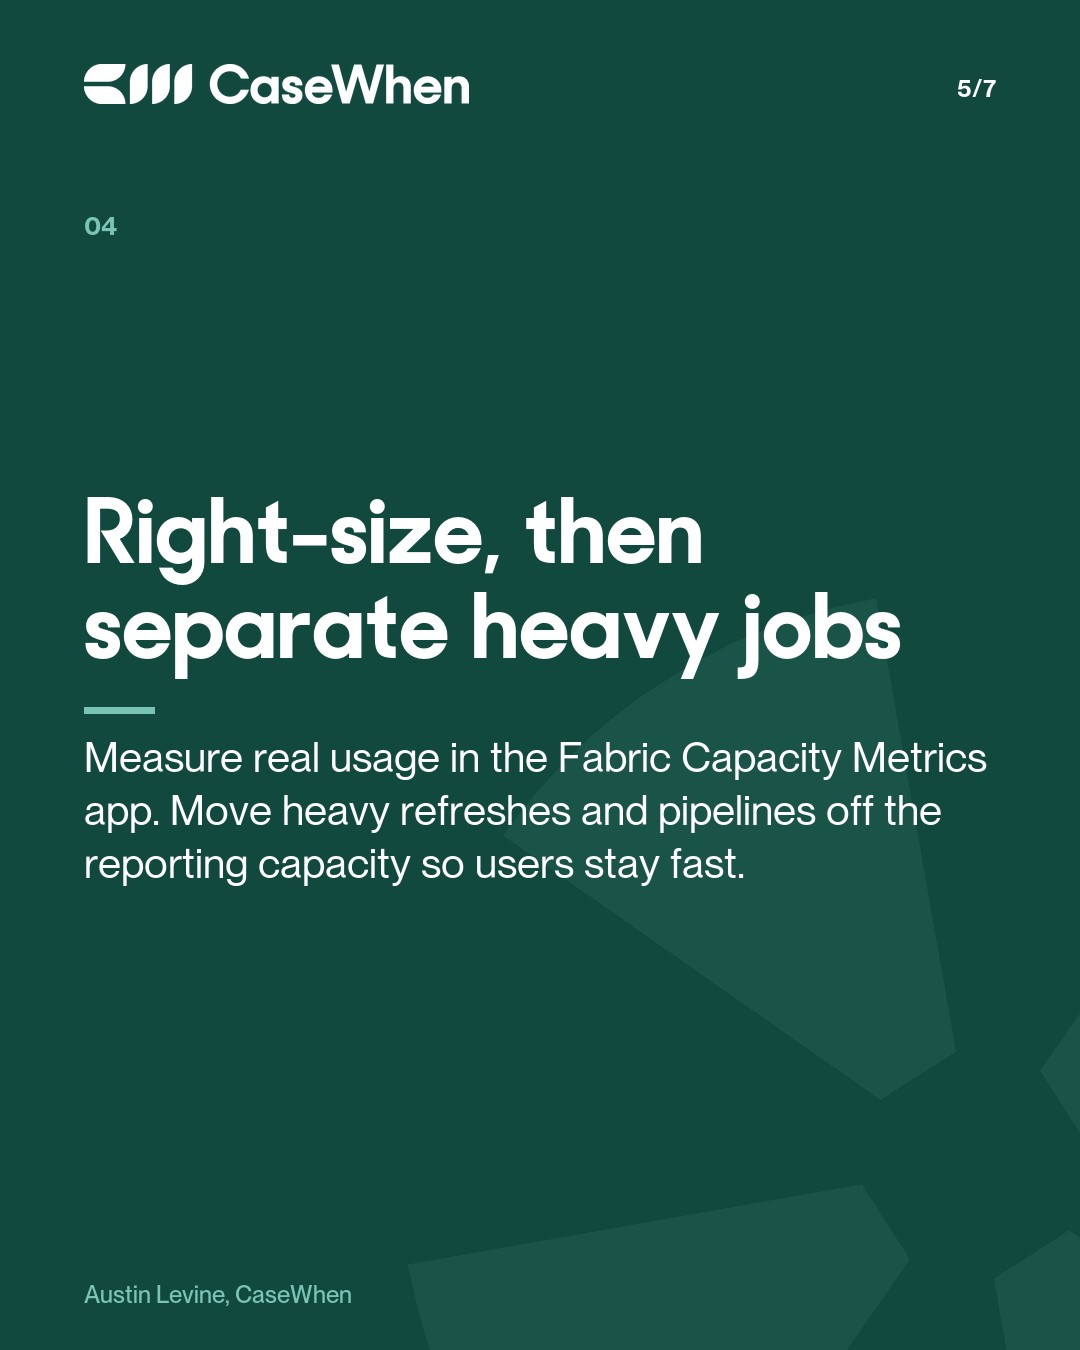 CaseWhen
5/7
04
Right-size, then
separate heavy jobs
Measure real usage in the Fabric Capacity Metrics
app. Move heavy refreshes and pipelines off the
reporting capacity so users stay fast.
Austin Levine, CaseWhen